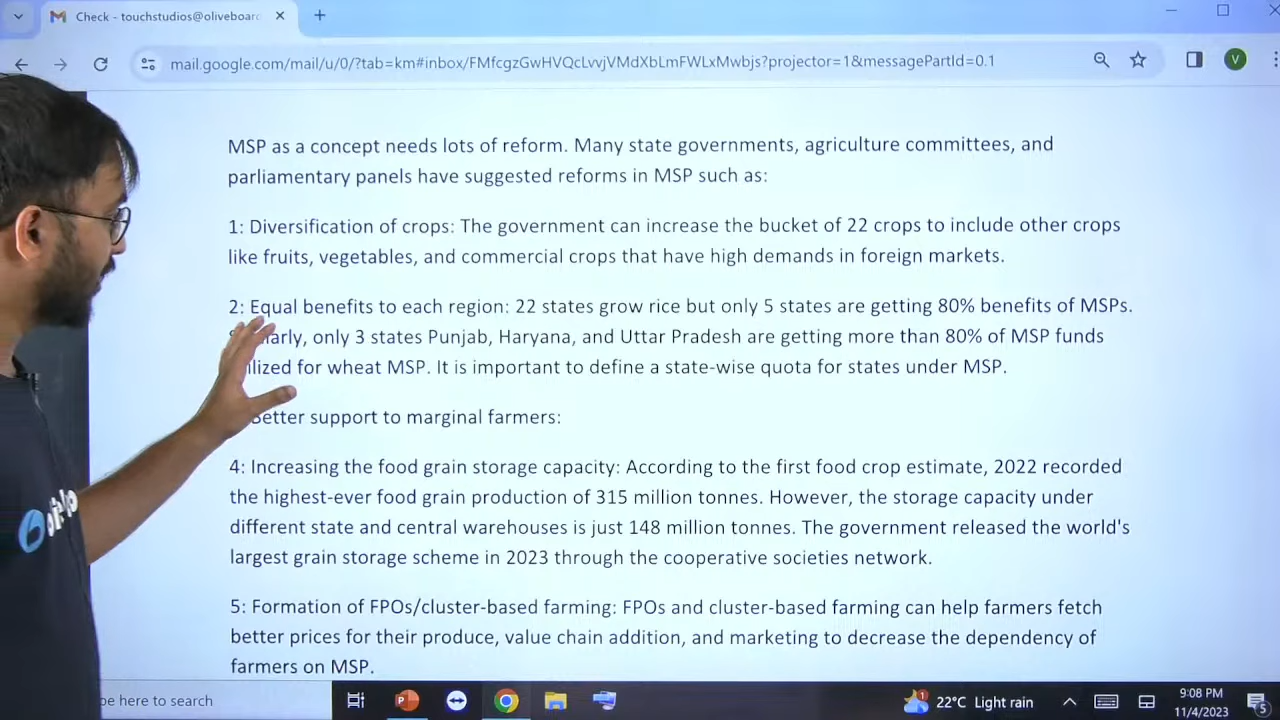 Check - touchstudios@oliveboard
mail.google.com/mail/u/0/?tab=km#inbox/FMfcgzGwHVQcLvvjVMdXbLmFWLxMwbjs?projector=1&messagePartId=0.1
V
MSP as a concept needs lots of reform. Many state governments, agriculture committees, and
parliamentary panels have suggested reforms in MSP such as:
1: Diversification of crops: The government can increase the bucket of 22 crops to include other crops
like fruits, vegetables, and commercial crops that have high demands in foreign markets.
2: Equal benefits to each region: 22 states grow rice but only 5 states are getting 80% benefits of MSPs.
only 3 states Punjab, Haryana, and Uttar Pradesh are getting more than 80% of MSP funds
for wheat MSP. It is important to define a state-wise quota for states under MSP.
Better support to marginal farmers:
4: Increasing the food grain storage capacity: According to the first food crop estimate, 2022 recorded
the highest-ever food grain production of 315 million tonnes. However, the storage capacity under
different state and central warehouses is just 148 million tonnes. The government released the world's
largest grain storage scheme in 2023 through the cooperative societies network.
5: Formation of FPOs/cluster-based farming: FPOs and cluster-based farming can help farmers fetch
better prices for their produce, value chain addition, and marketing to decrease the dependency of
farmers on MSP.
here to search
1
22°C Light rain
9:08 PM
11/4/2023
5